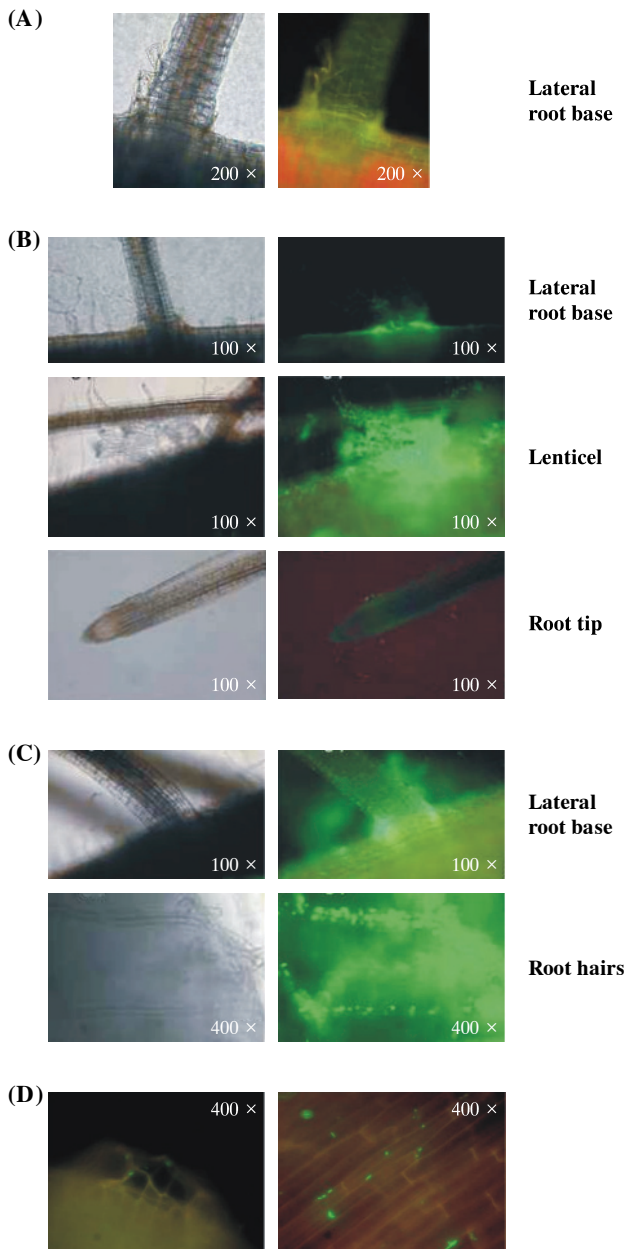 (A)
200 ×
200 ×
Lateral
root base
(B)
100 ×
100 ×
Lateral
root base
100 ×
100 ×
Lenticel
100 ×
100 ×
Root tip
(C)
100 ×
100 ×
Lateral
root base
400 ×
400 ×
Root hairs
(D)
400 ×
400 ×